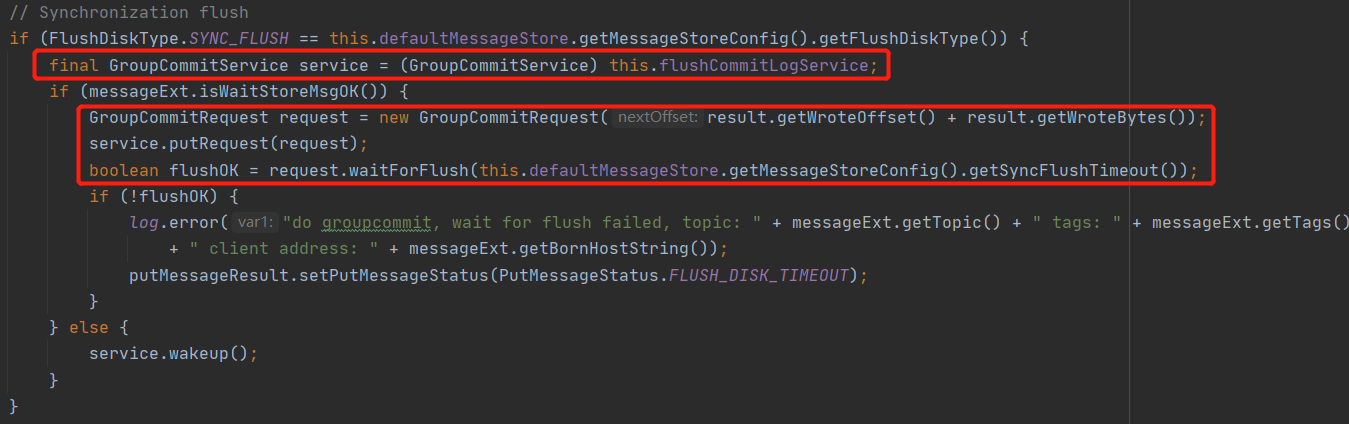 // Synchronization flush
if (FlushDiskType.SYNC_FLUSH == this.defaultMessageStore.getMessageStoreConfig().getFlushDiskType()) {
final GroupCommitService service = (GroupCommitService) this.flushCommitLogService;
if (messageExt.isWaitStoreMsgOK()) {
GroupCommitRequest request = new GroupCommitRequest( nextOffset: result.getWroteOffset() + result.getWroteBytes());
service.putRequest(request);
boolean flushOK = request.waitForFlush(this.defaultMessageStore.getMessageStoreConfig().getSyncFlushTimeout());
if (!flushOK) {
log.error( var1: "do groupcommit, wait for flush failed, topic: " + messageExt.getTopic() + " tags: " + messageExt.getTags()
+ " client address: " + messageExt.getBornHostString());
putMessageResult.setPutMessageStatus(PutMessageStatus.FLUSH_DISK_TIMEOUT);
}
} else {
service.wakeup();
}
}